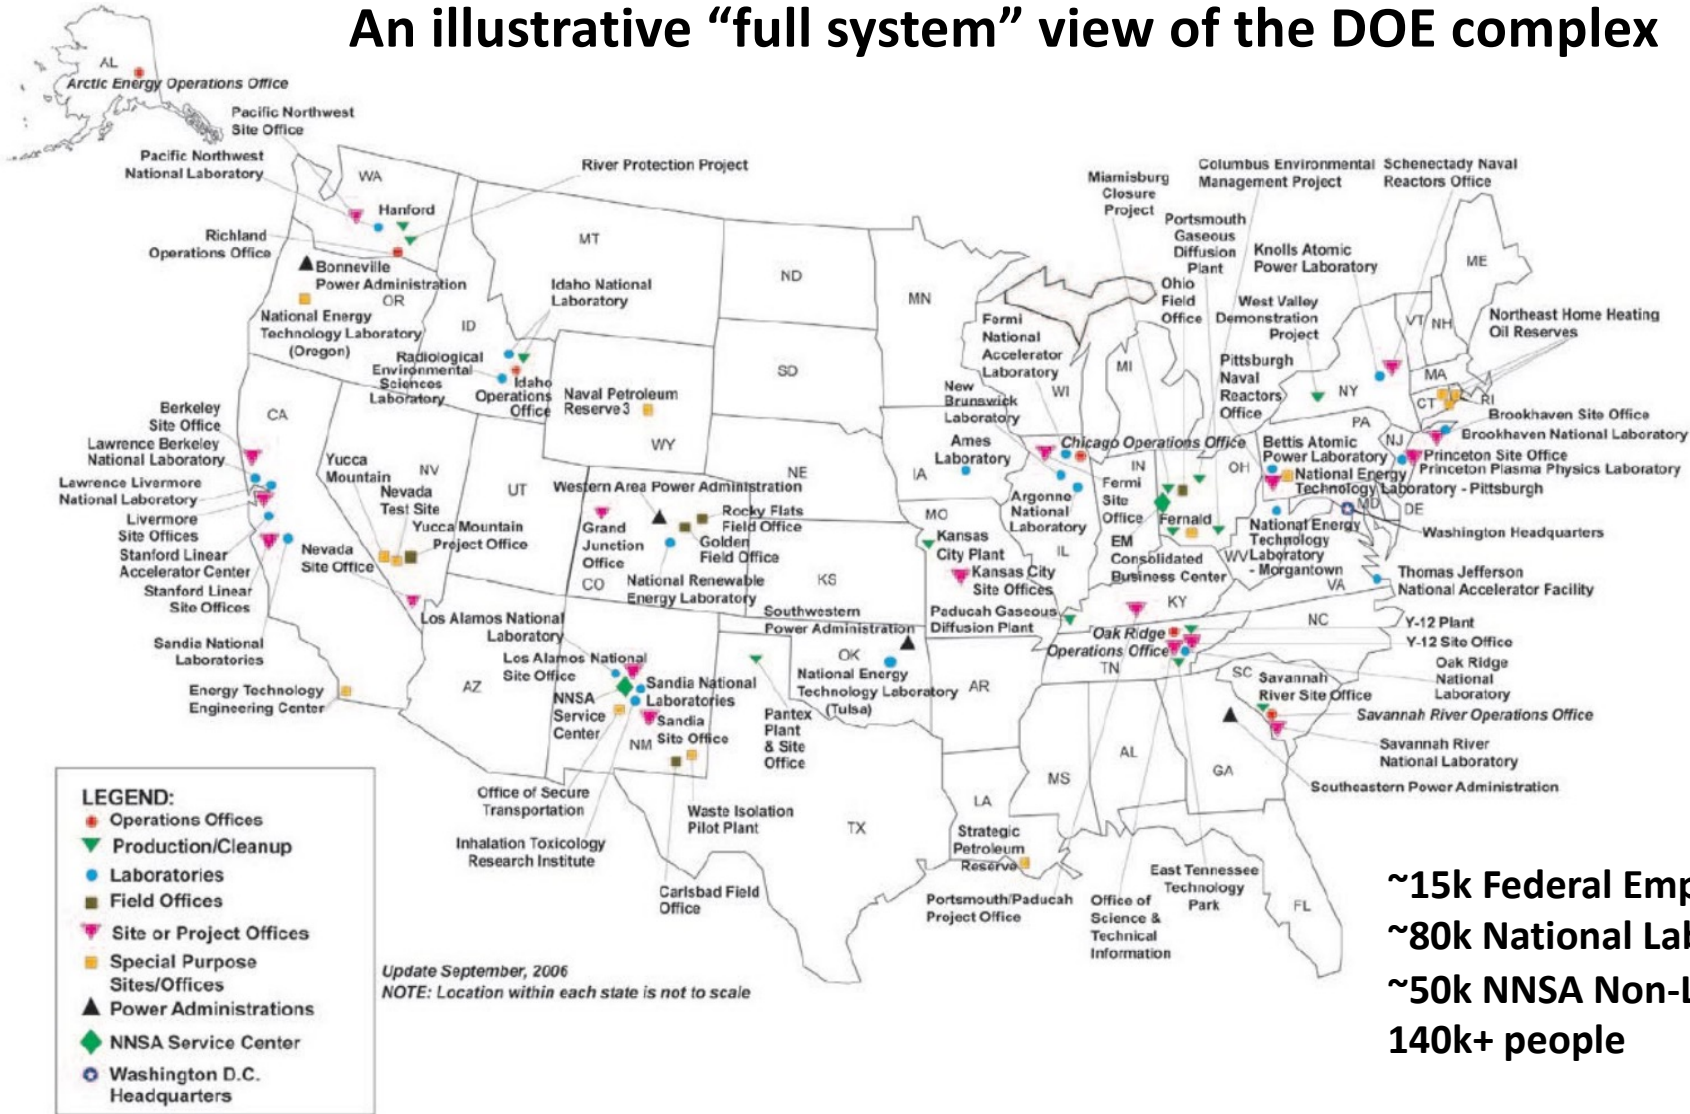 An illustrative “full system” view of the DOE complex
AL
Arctic Energy Operations Office
Pacific Northwest
Site Office
Pacific Northwest
National Laboratory
WA
Hanford
River Protection Project
Richland
Operations Office
Bonneville
Power Administration
OR
National Energy
Technology Laboratory
(Oregon)
MT
Idaho National
Laboratory
ID
Radiological
Environmental
Sciences
Laboratory
Idaho
Operations
Office
Naval Petroleum
Reserve 3
WY
ND
SD
NE
MN
Berkeley
Site Office
Lawrence Berkeley
National Laboratory
Lawrence Livermore
National Laboratory
Livermore
Site Offices
Stanford Linear
Accelerator Center
Stanford Linear
Site Offices
Sandia National
Laboratories
Energy Technology
Engineering Center
CA
Yucca
Mountain
NV
Nevada
Test Site
Yucca Mountain
Project Office
Nevada
Site Office
UT
Western Area Power Administration
Grand
Junction
Office
CO
Rocky Flats
Field Office
Golden
Field Office
National Renewable
Energy Laboratory
KS
Los Alamos National
Laboratory
Los Alamos National
Site Office
AZ
NNSA
Service
Center
Sandia National
Laboratories
Sandia
Site Office
NM
Office of Secure
Transportation
Inhalation Toxicology
Research Institute
Waste Isolation
Pilot Plant
Carlsbad Field
Office
Pantex
Plant
& Site
Office
TX
Southwestern
Power Administration
OK
National Energy
Technology Laboratory
(Tulsa)
Fermi
National
Accelerator
Laboratory
WI
New
Brunswick
Laboratory
Ames
Laboratory
IA
Chicago Operations Office
Argonne
National
Laboratory
IL
MO
Kansas
City Plant
Kansas City
Site Offices
Paducah Gaseous
Diffusion Plant
AR
LA
MS
AL
GA
FL
Strategic
Petroleum
Reserve
Portsmouth/Paducah
Project Office
Office of
Science &
Technical
Information
East Tennessee
Technology
Park
MI
IN
Fermi
Site
Office
Fernald
EM
Consolidated
Business Center
OH
KY
Oak Ridge
Operations Office
TN
Miamisburg
Closure
Project
Portsmouth
Gaseous
Diffusion
Plant
Ohio
Field
Office
Columbus Environmental
Management Project
Schenectady Naval
Reactors Office
Knolls Atomic
Power Laboratory
West Valley
Demonstration
Project
Pittsburgh
Naval
Reactors
Office
NY
PA
Bettis Atomic
Power Laboratory
National Energy
Technology Laboratory - Pittsburgh
National Energy
Technology
Laboratory
- Morgantown
WV
VA
MD
DE
NJ
ME
VT
NH
MA
CT
RI
Northeast Home Heating
Oil Reserves
Brookhaven Site Office
Brookhaven National Laboratory
Princeton Site Office
Princeton Plasma Physics Laboratory
Washington Headquarters
Thomas Jefferson
National Accelerator Facility
NC
Y-12 Plant
Y-12 Site Office
Oak Ridge
National
Laboratory
SC
Savannah
River Site Office
Savannah River Operations Office
Savannah River
National Laboratory
Southeastern Power Administration
LEGEND:
Operations Offices
Production/Cleanup
Laboratories
Field Offices
Site or Project Offices
Special Purpose
Sites/Offices
Power Administrations
NNSA Service Center
Washington D.C.
Headquarters
Update September, 2006
NOTE: Location within each state is not to scale
~15k Federal Emp
~80k National Lab
~50k NNSA Non-L
140k+ people